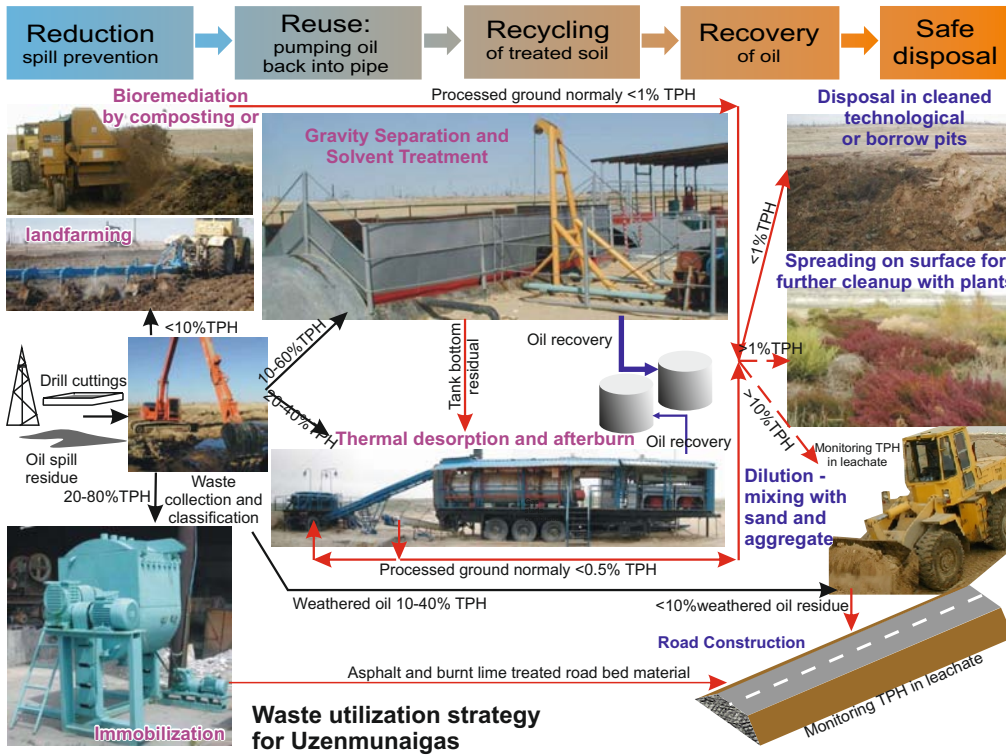 Reduction
spill prevention
Reuse:
pumping oil
back into pipe
Recycling
of treated soil
Recovery
of oil
Safe
disposal
Bioremediation
by composting or
Processed ground normaly <1% TPH
Disposal in cleaned
technological
or borrow pits
Gravity Separation and
Solvent Treatment
landfarming
<1%TPH
Spreading on surface for
further cleanup with plants
<10%TPH
10-60%TPH
20-40%TPH
Tank bottom
residual
Oil recovery
>1%TPH
>10%TPH
Drill cuttings
Oil spill
residue
Thermal desorption and afterburn
Oil recovery
Monitoring TPH
in leachate
20-80%TPH
Waste
collection and
classification
Dilution -
mixing with
sand and
aggregate
Processed ground normaly <0.5% TPH
Weathered oil 10-40% TPH
<10%weathered oil residue
Road Construction
Asphalt and burnt lime treated road bed material
Monitoring TPH in leachate
Immobilization
Waste utilization strategy
for Uzenmunaigas